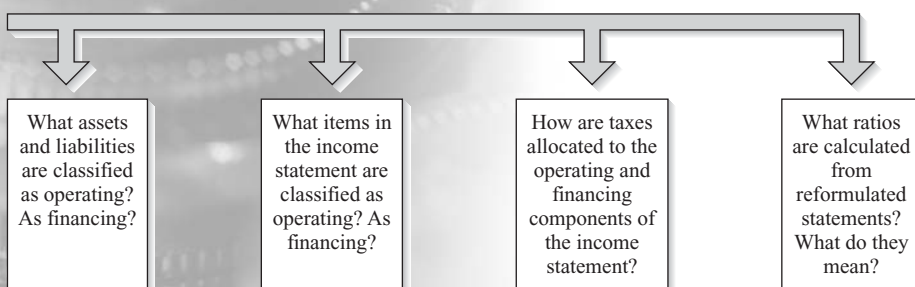 What assets
and liabilities
are classified
as operating?
As financing?
What items in
the income
statement are
classified as
operating? As
financing?
How are taxes
allocated to the
operating and
financing
components of
the income
statement?
What ratios
are calculated
from
reformulated
statements?
What do they
mean?